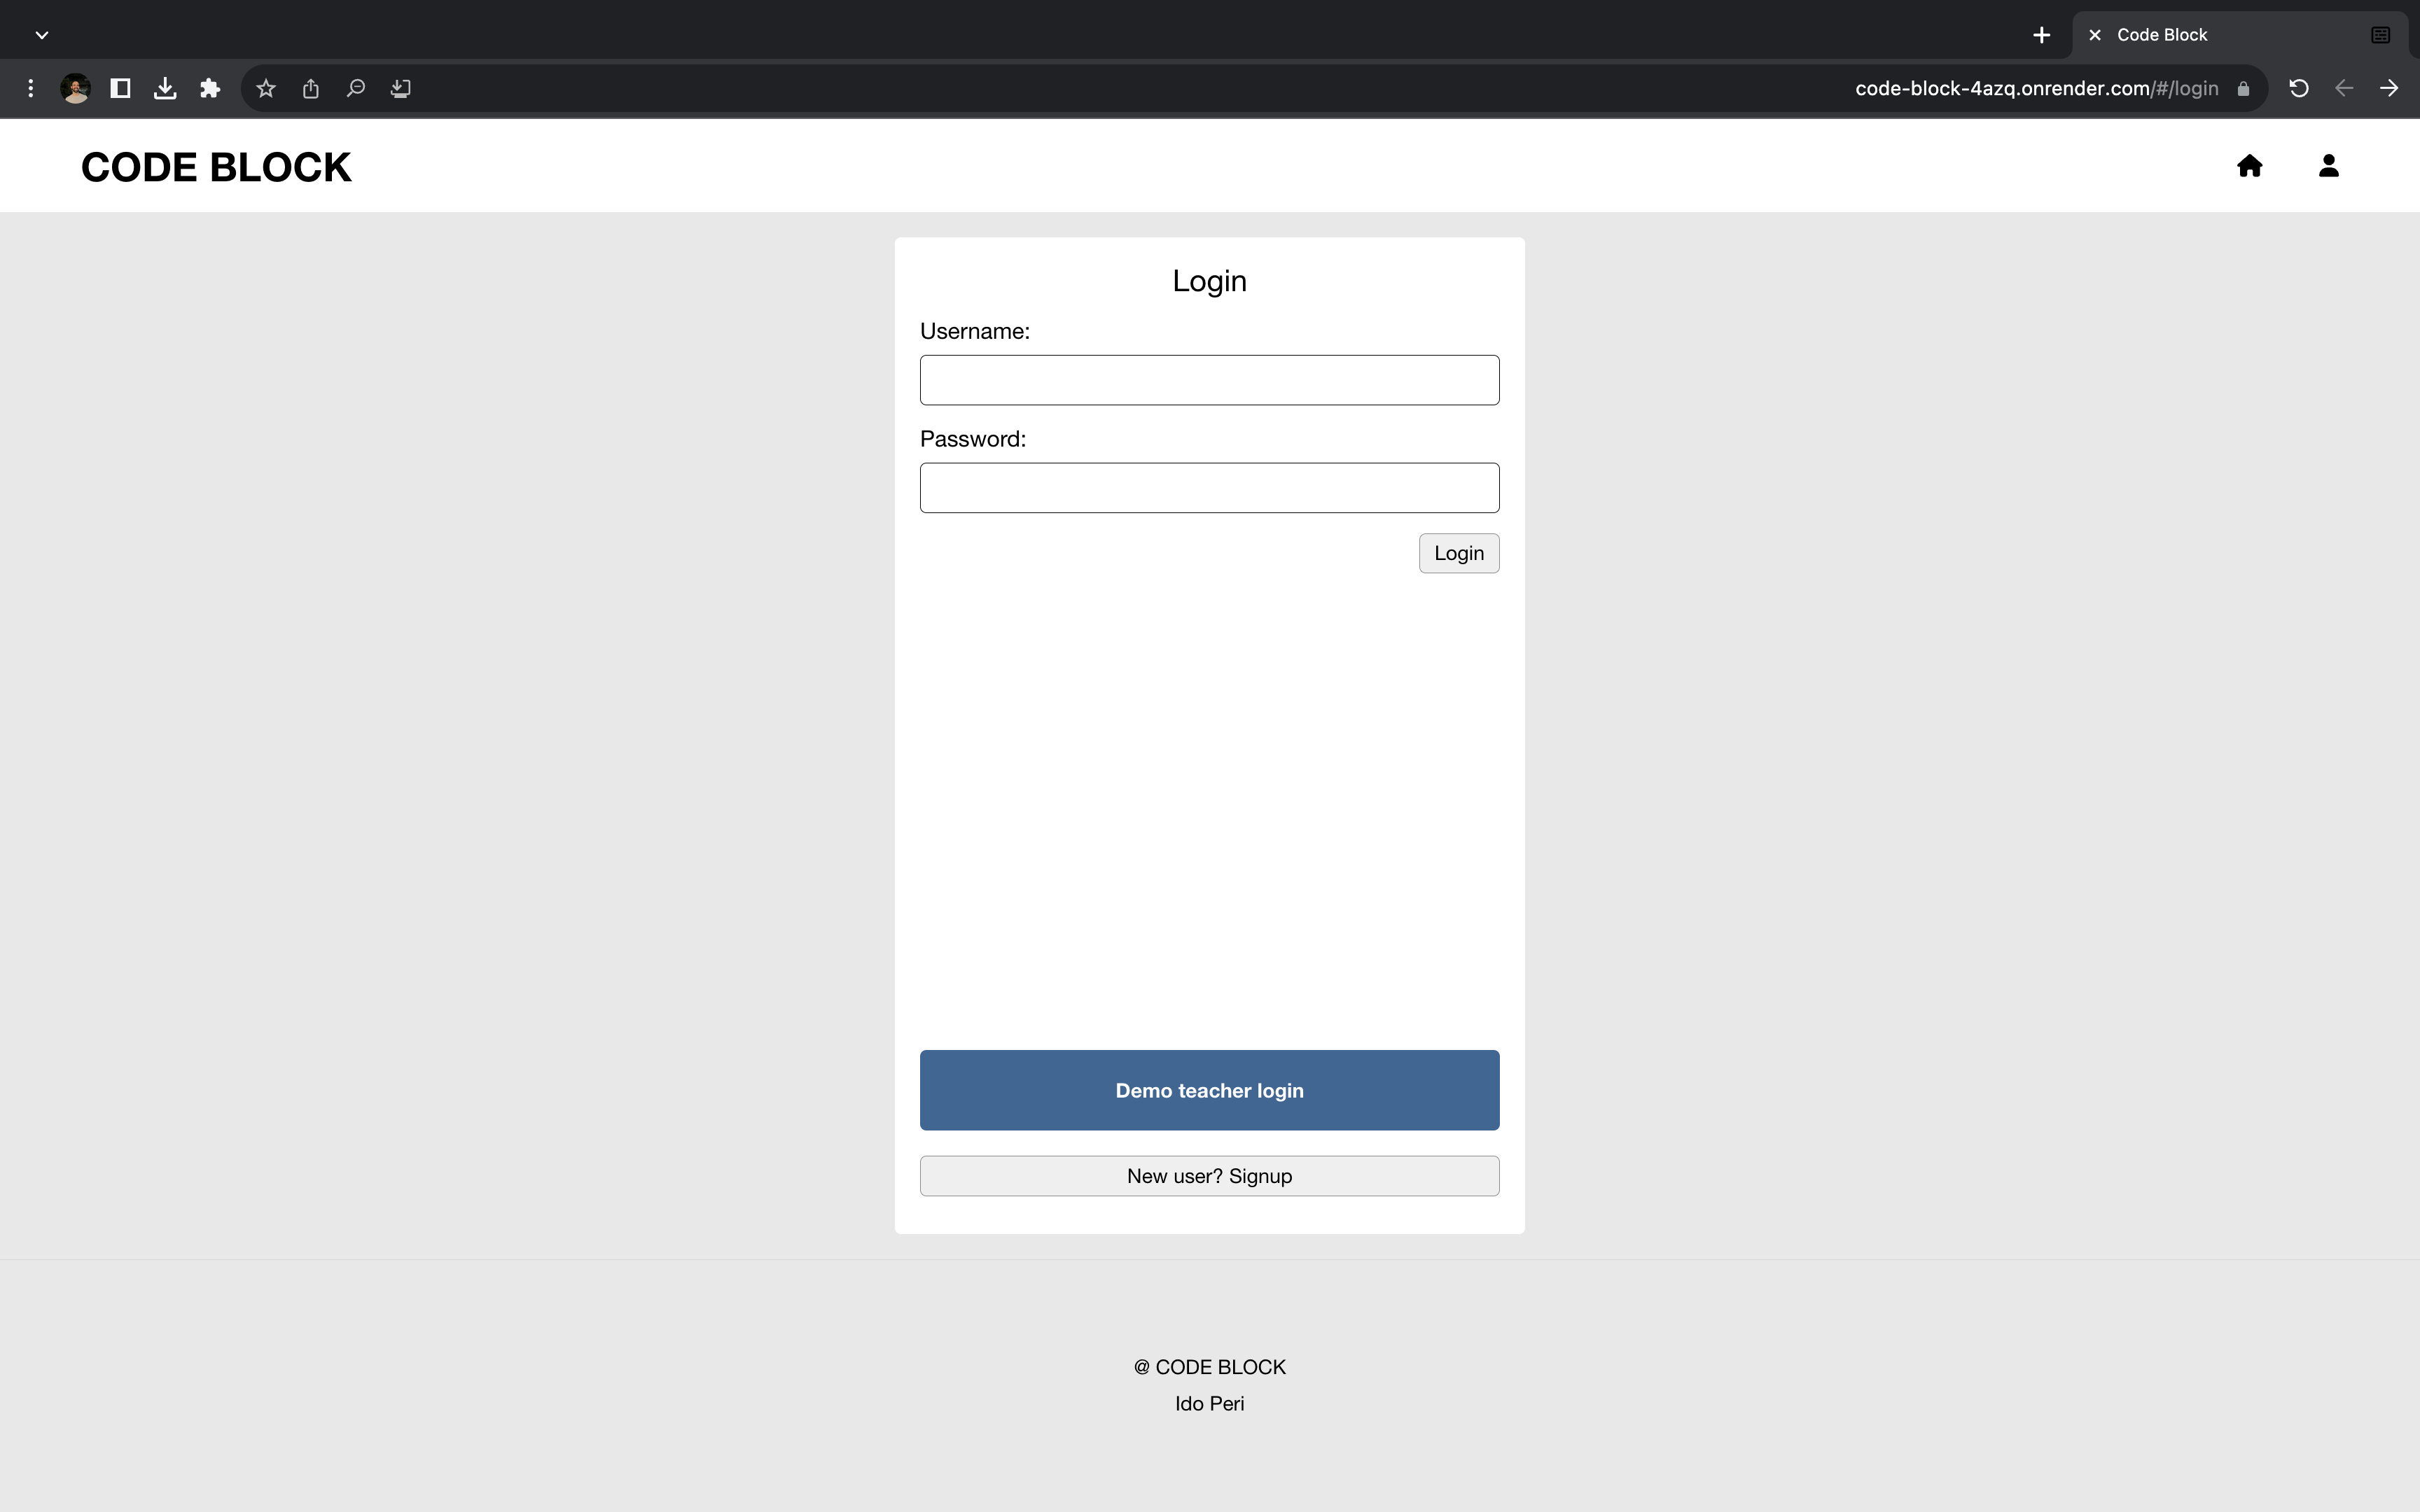 Code Block
code-block-4azq.onrender.com/#/login
CODE BLOCK
Login
Username:
Password:
Login
Demo teacher login
New user? Signup
@ CODE BLOCK
Ido Peri